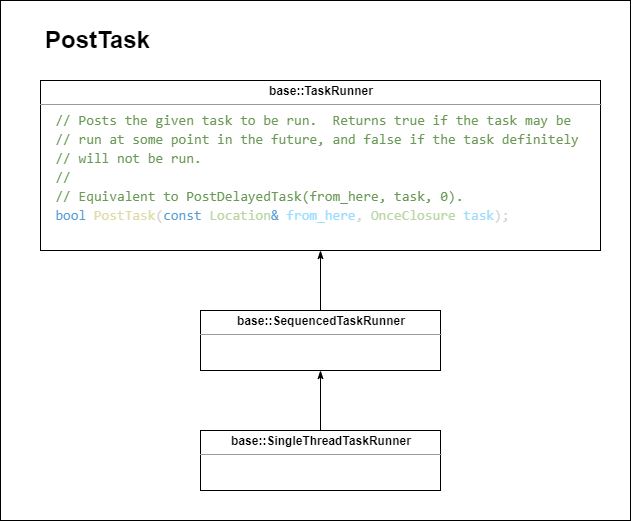 PostTask
base::TaskRunner
// Posts the given task to be run.  Returns true if the task may be
// run at some point in the future, and false if the task definitely
// will not be run.
//
// Equivalent to PostDelayedTask(from_here, task, 0).
bool PostTask(const Location& from_here, OnceClosure task);
base::SequencedTaskRunner
base::SingleThreadTaskRunner